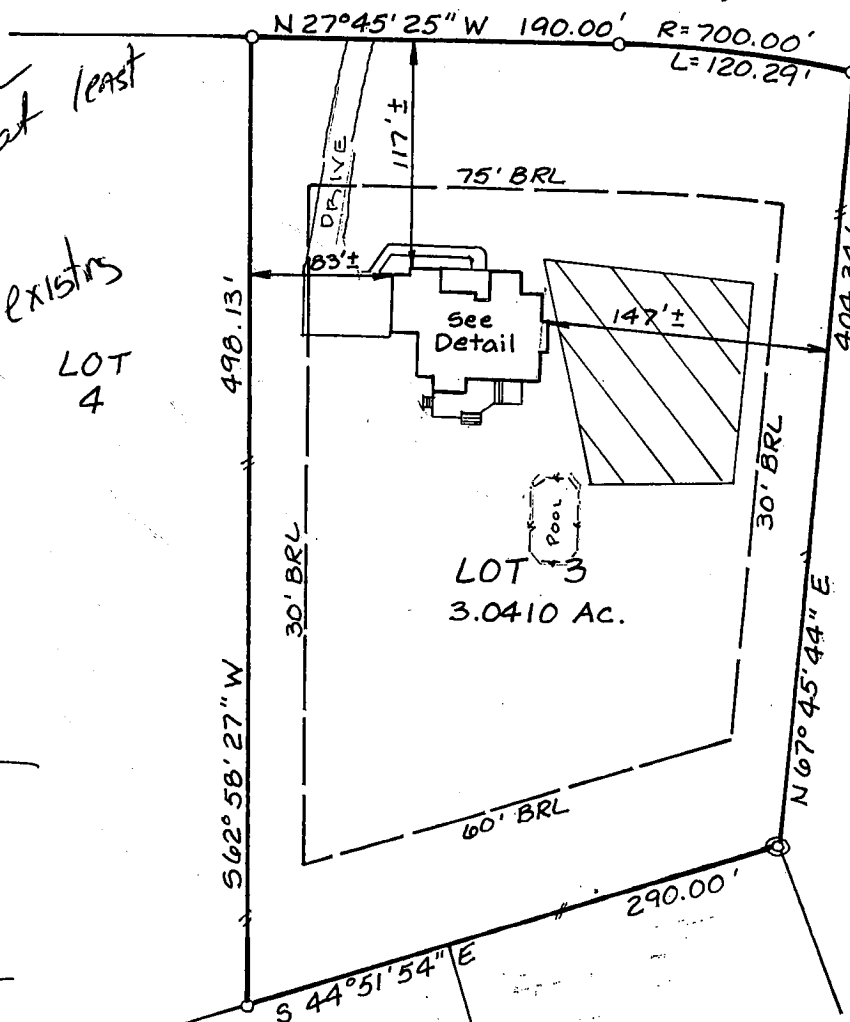 N 27°45'25" W 190.00' R=700.00'
L=120.29'
at least
existing
LOT
4
DRIVE
117'±
75' BRL
83'±
See
Detail
147'±
498.13'
S 62°58'27" W
30' BRL
30' BRL
POOL
LOT 3
3.0410 AC.
N 67°45'44" E
60' BRL
290.00'
S 44°51'54" E